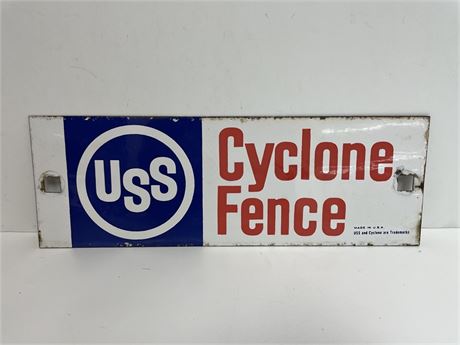 USS
Cyclone
Fence
MADE IN U.S.A.
USS and Cyclone are Trademarks